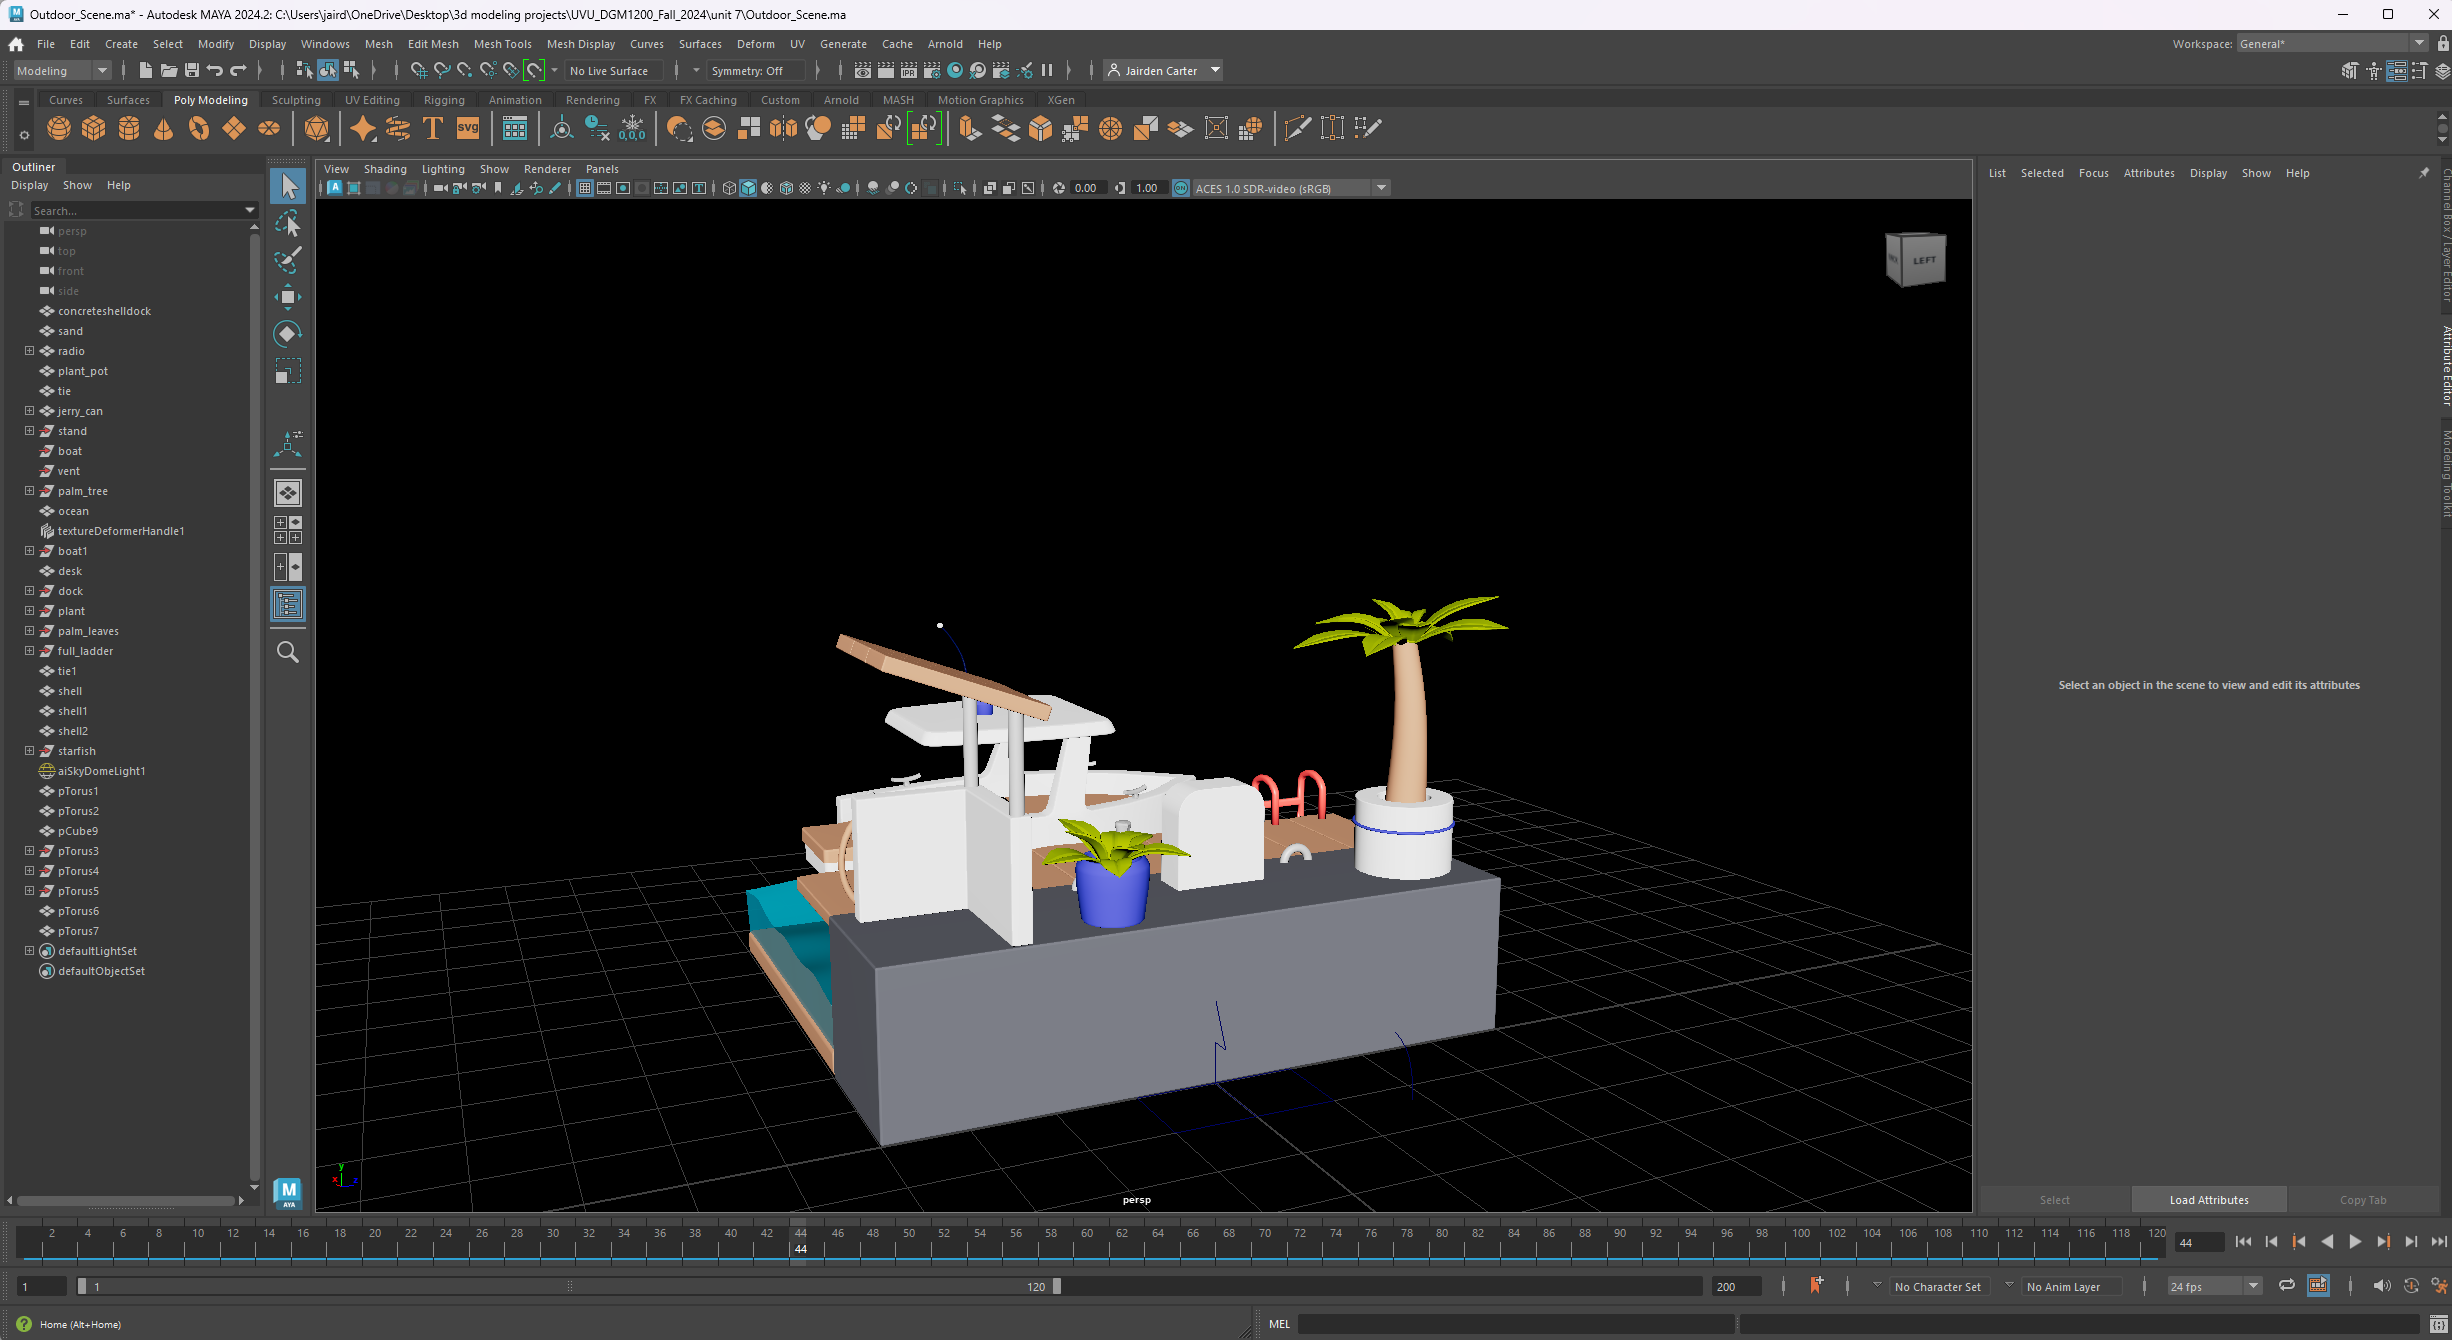 Outdoor_Scene.ma* - Autodesk MAYA 2024.2: C:\Users\jaird\OneDrive\Desktop\3d modeling projects\UVU_DGM1200_Fall_2024\unit 7\Outdoor_Scene.ma
File Edit Create Select Modify Display Windows Mesh Edit Mesh Mesh Tools Mesh Display Curves Surfaces Deform UV Generate Cache Arnold Help
Workspace: General*
Modeling No Live Surface Symmetry: Off IPR Jairden Carter
Curves Surfaces Poly Modeling Sculpting UV Editing Rigging Animation Rendering FX FX Caching Custom Arnold MASH Motion Graphics XGen
T SVG 0,0,0
Outliner
Display Show Help
Search...
persp
top
front
side
concreteshelldock
sand
radio
plant_pot
tie
jerry_can
stand
boat
vent
palm_tree
ocean
textureDeformerHandle1
boat1
desk
dock
plant
palm_leaves
full_ladder
tie1
shell
shell1
shell2
starfish
aiSkyDomeLight1
pTorus1
pTorus2
pCube9
pTorus3
pTorus4
pTorus5
pTorus6
pTorus7
defaultLightSet
defaultObjectSet
M
AYA
View Shading Lighting Show Renderer Panels
0.00 1.00 ON ACES 1.0 SDR-video (sRGB)
LEFT
y
x z
persp
List Selected Focus Attributes Display Show Help
Channel Box / Layer Editor
Attribute Editor
Modeling Toolkit
Select an object in the scene to view and edit its attributes
Select Load Attributes Copy Tab
2 4 6 8 10 12 14 16 18 20 22 24 26 28 30 32 34 36 38 40 42 44 46 48 50 52 54 56 58 60 62 64 66 68 70 72 74 76 78 80 82 84 86 88 90 92 94 96 98 100 102 104 106 108 110 112 114 116 118 120
44
44
1 1 120 200 No Character Set No Anim Layer 24 fps
Home (Alt+Home)
MEL